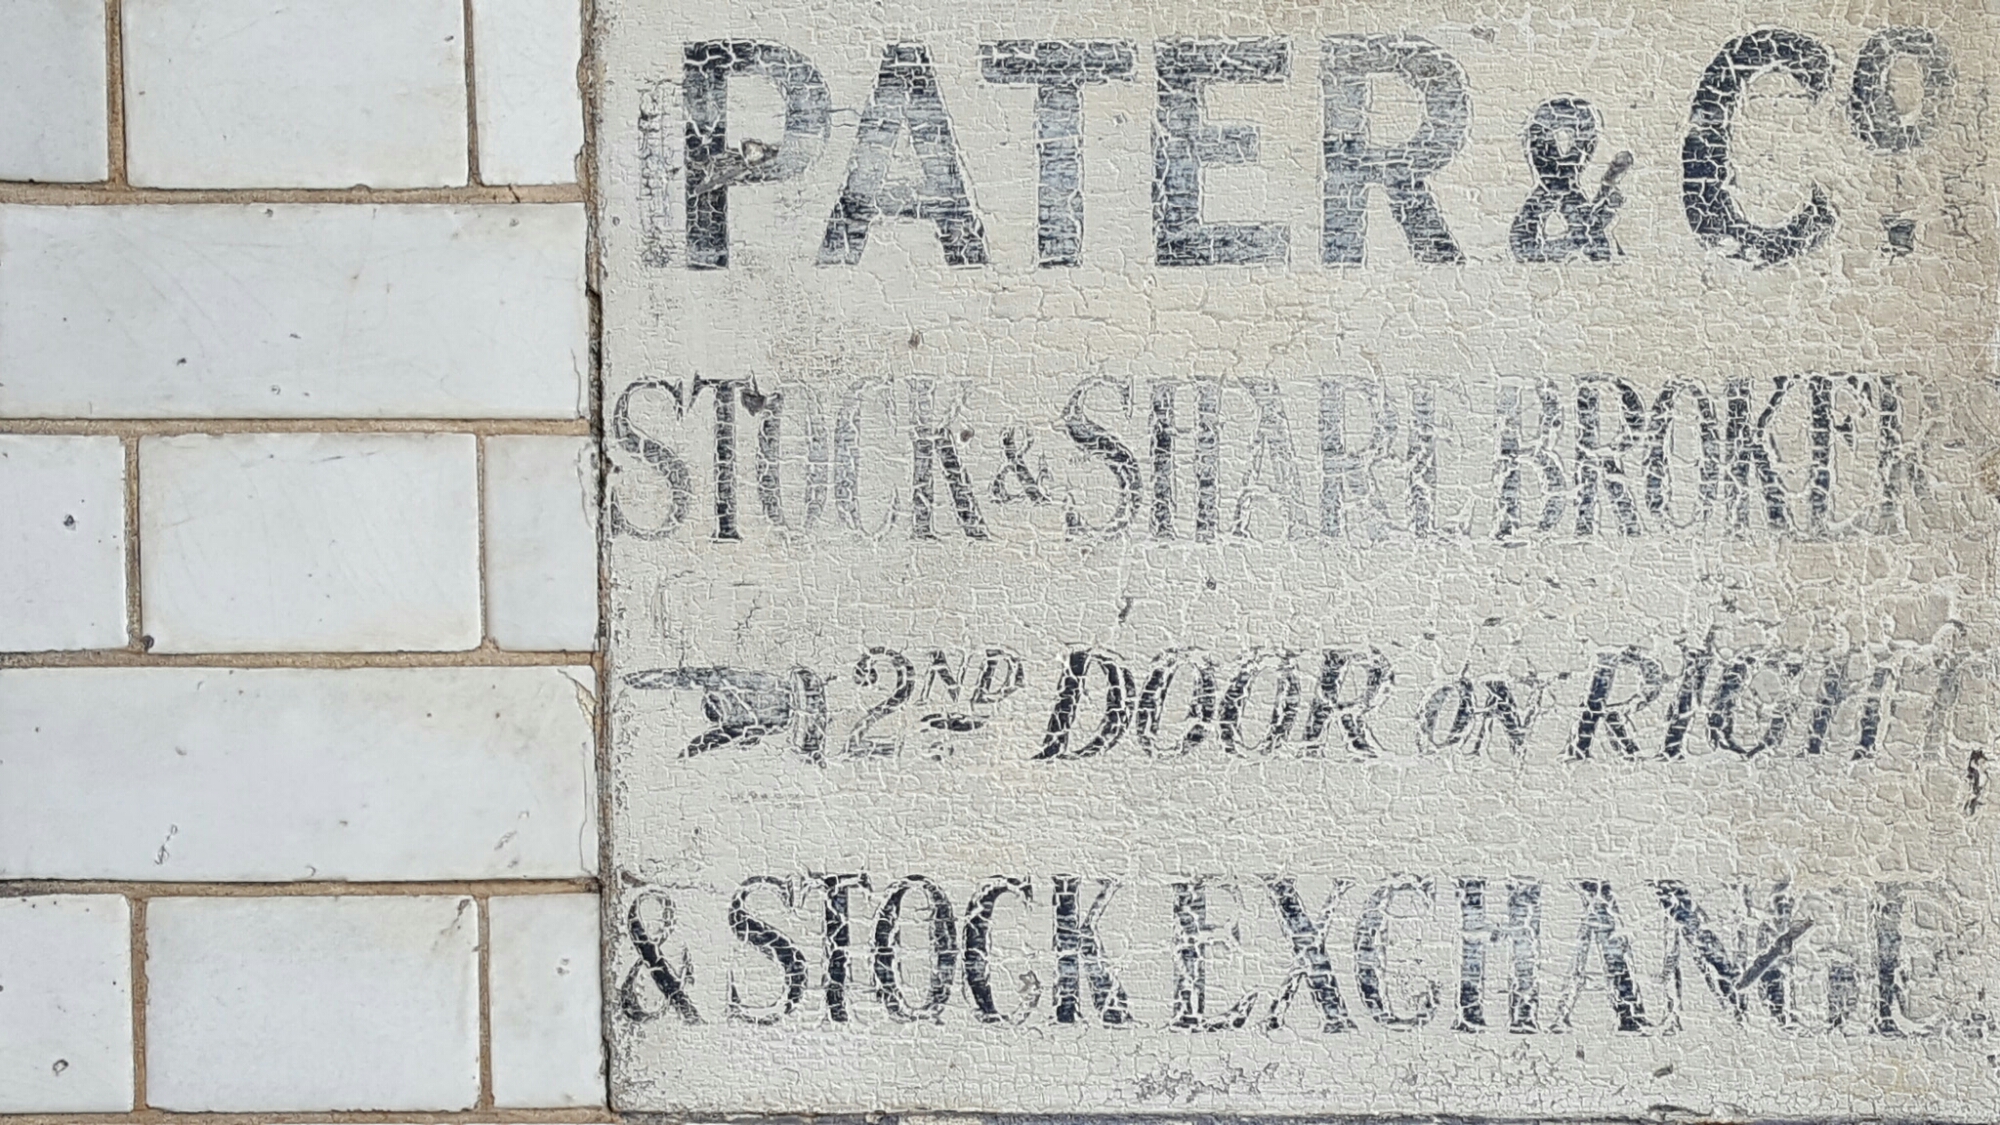 PATER & Cº.
STOCK & SHARE BROKER
☚ 2ND DOOR ON RIGHT
& STOCK EXCHANGE